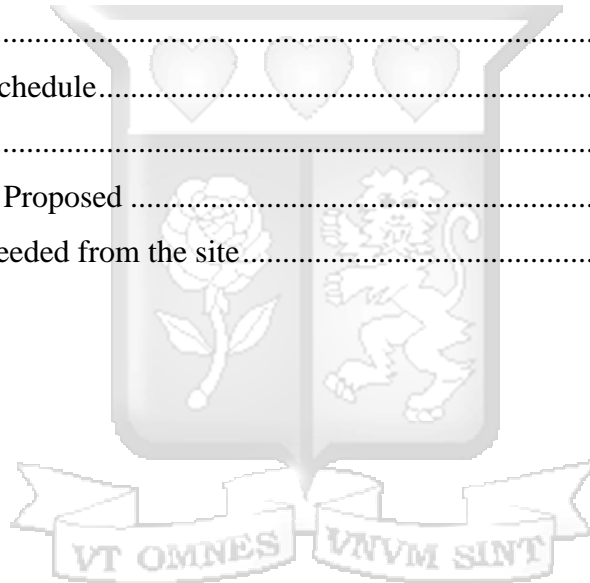 ..........................................................................
chedule..............................................................
..........................................................................
Proposed ..........................................................
eeded from the site............................................
VT OMNES VNVM SINT